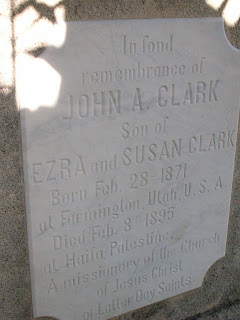 In fond
remembrance of
JOHN A. CLARK
Son of
EZRA and SUSAN CLARK
Born Feb. 28th 1871
at Farmington, Utah, U. S. A.
Died Feb. 8th 1895
at Haifa, Palestine.
A missionary of the Church
of Jesus Christ
of Latter Day Saints.